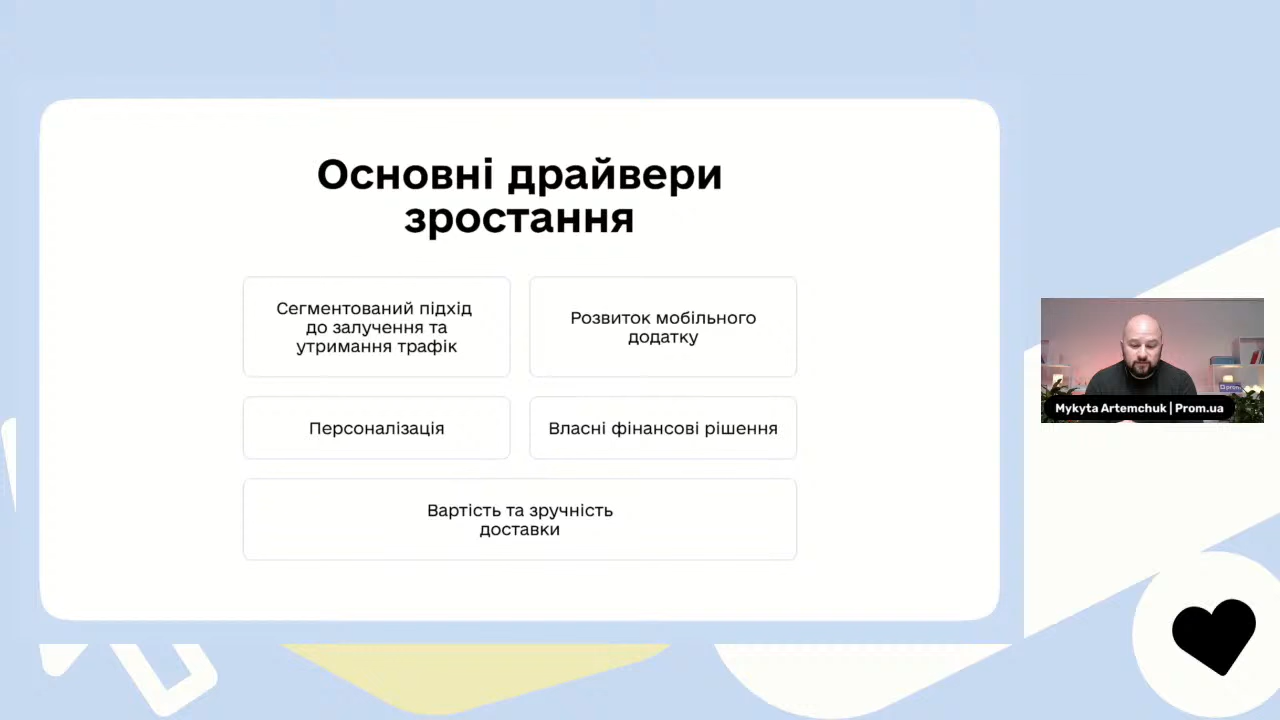 Основні драйвери
зростання
Сегментований підхід
до залучення та
утримання трафік
Розвиток мобільного
додатку
Персоналізація
Власні фінансові рішення
Вартість та зручність
доставки
Mykyta Artemchuk | Prom.ua